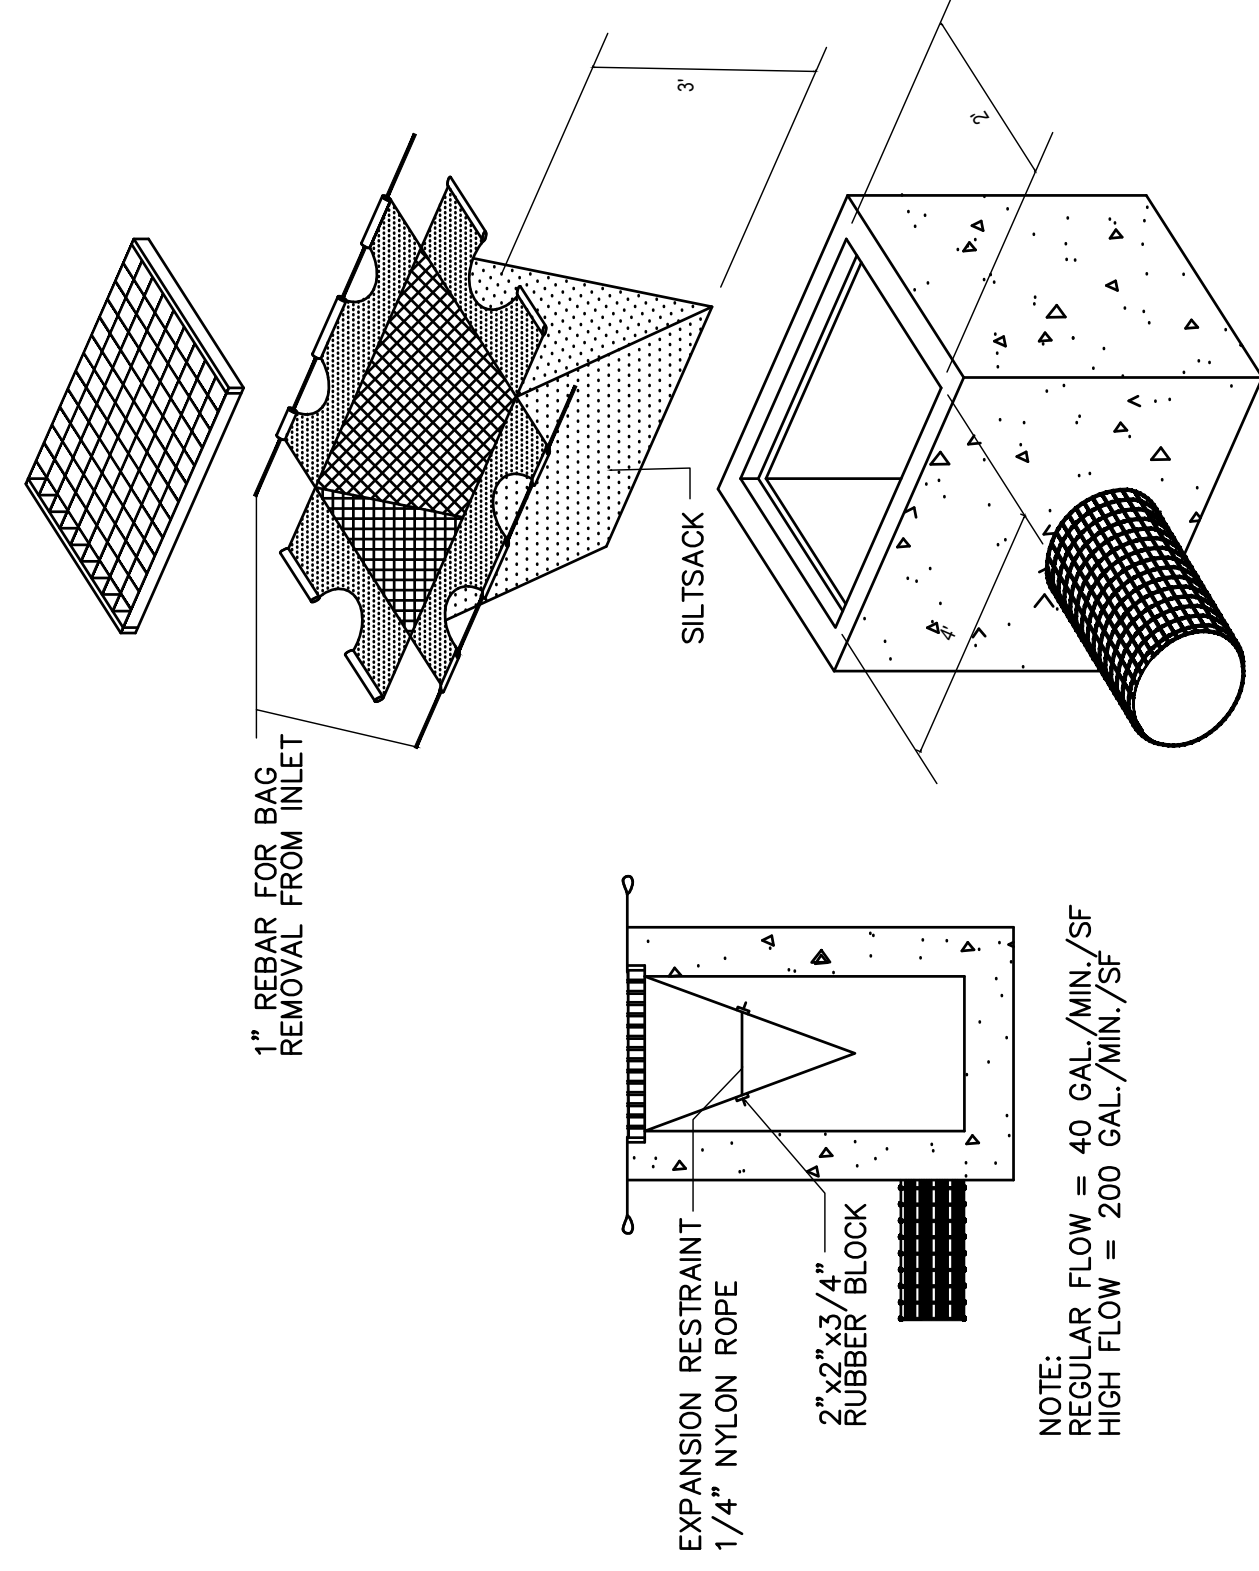 1" REBAR FOR BAG
REMOVAL FROM INLET
3'
SILTSACK
2'
4'
EXPANSION RESTRAINT
1/4" NYLON ROPE
2"x2"x3/4"
RUBBER BLOCK
NOTE:
REGULAR FLOW = 40 GAL./MIN./SF
HIGH FLOW = 200 GAL./MIN./SF